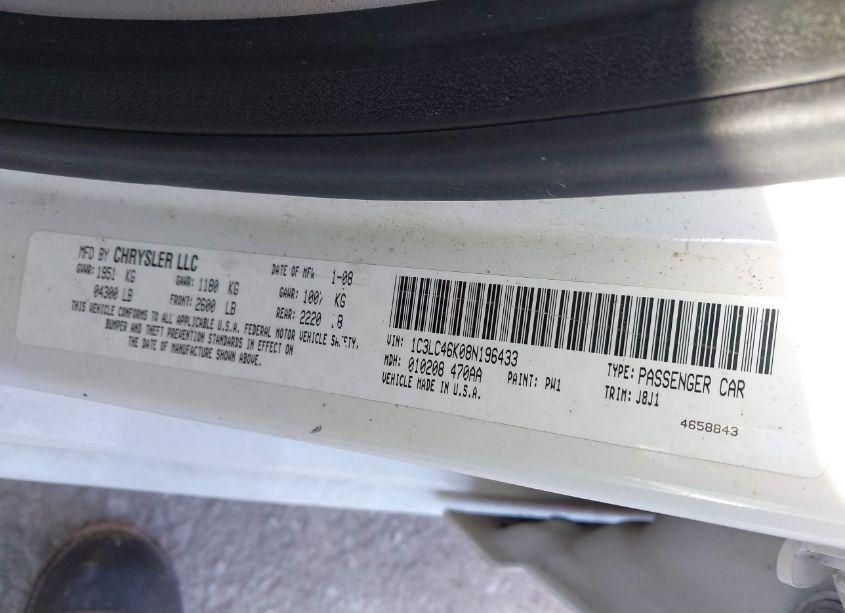 MFD BY CHRYSLER LLC
DATE OF MFR 1-08
GVWR: 1951 KG
GAWR: 1180 KG
GAWR: 1007 KG
04300 LB
FRONT: 2600 LB
REAR: 2220 LB
THIS VEHICLE CONFORMS TO ALL APPLICABLE U.S.A. FEDERAL MOTOR VEHICLE SAFETY,
BUMPER AND THEFT PREVENTION STANDARDS IN EFFECT ON
THE DATE OF MANUFACTURE SHOWN ABOVE.
VIN: 1C3LC46K08N196433
TYPE: PASSENGER CAR
MDH: 010208 470AA
PAINT: PW1
TRIM: J8J1
VEHICLE MADE IN U.S.A.
4658843